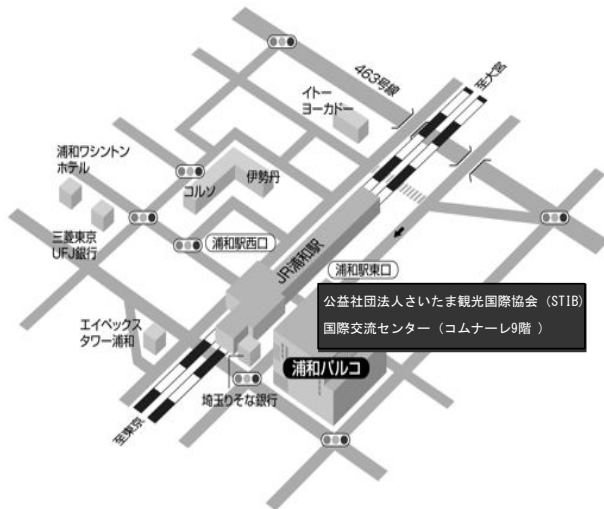 463号線
至大宮
イトー
ヨーカドー
浦和ワシントン
ホテル
コルソ
伊勢丹
三菱東京
UFJ銀行
浦和駅西口
JR浦和駅
浦和駅東口
公益社団法人さいたま観光国際協会（STIB）
国際交流センター（コムナーレ9階 ）
エイペックス
タワー浦和
浦和パルコ
埼玉りそな銀行
至東京